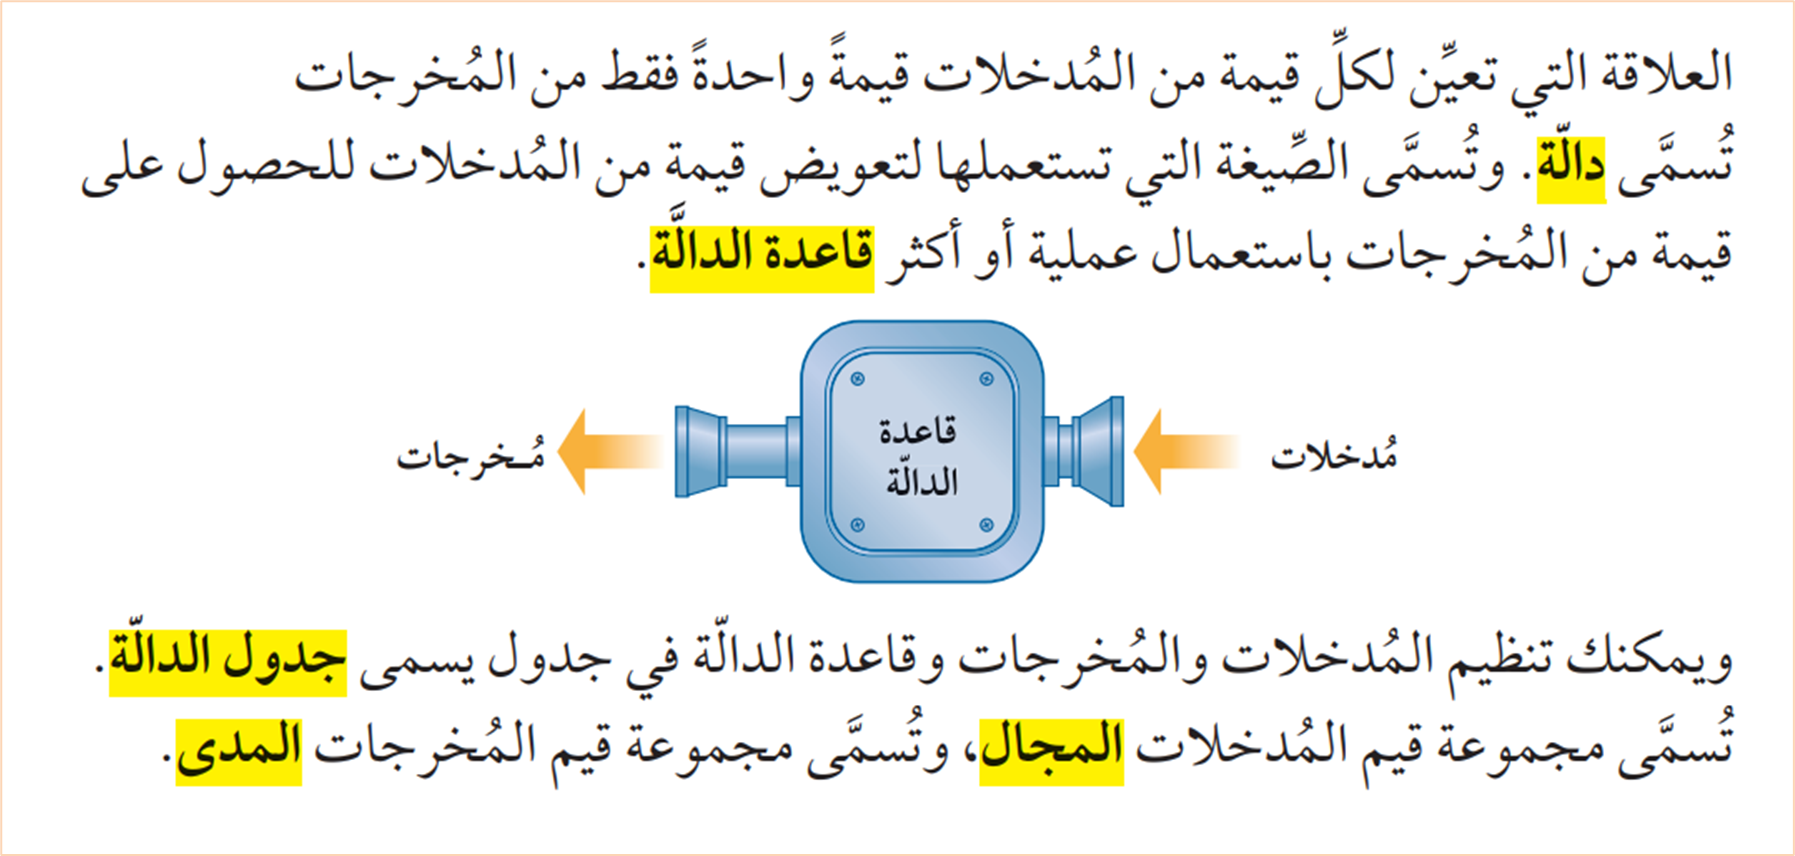 العلاقة التي تعيِّن لكلِّ قيمة من المُدخلات قيمةً واحدةً فقط من المُخرجات
تُسمَّى دالّة. وتُسمَّى الصِّيغة التي تستعملها لتعويض قيمة من المُدخلات للحصول على
قيمة من المُخرجات باستعمال عملية أو أكثر قاعدة الدالَّة.
مُدخلات
قاعدة
الدالّة
مُخرجات
ويمكنك تنظيم المُدخلات والمُخرجات وقاعدة الدالّة في جدول يسمى جدول الدالّة.
تُسمَّى مجموعة قيم المُدخلات المجال، وتُسمَّى مجموعة قيم المُخرجات المدى.